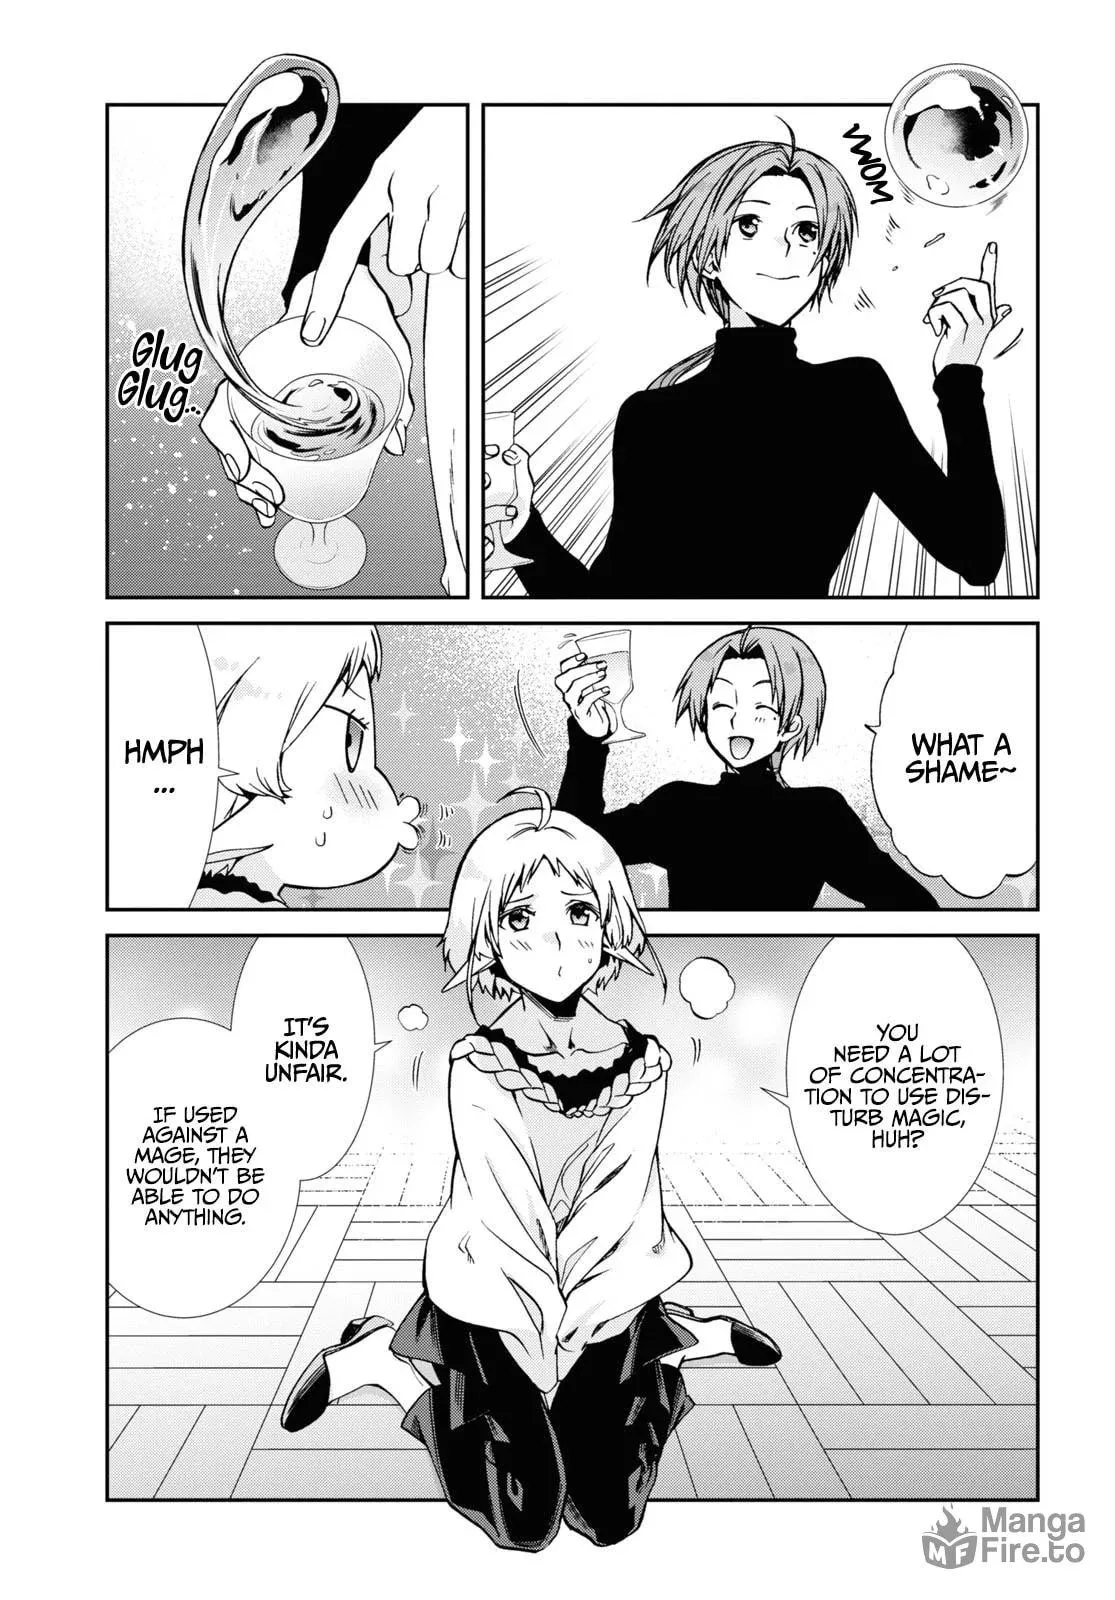 VWOM
Glug
Glug...
WHAT A
SHAME~
HMPH
...
YOU
NEED A LOT
OF CONCENTRA-
TION TO USE DIS-
TURB MAGIC,
HUH?
IT'S
KINDA
UNFAIR.
IF USED
AGAINST A
MAGE, THEY
WOULDN'T BE
ABLE TO DO
ANYTHING.
MF
Manga
Fire.to